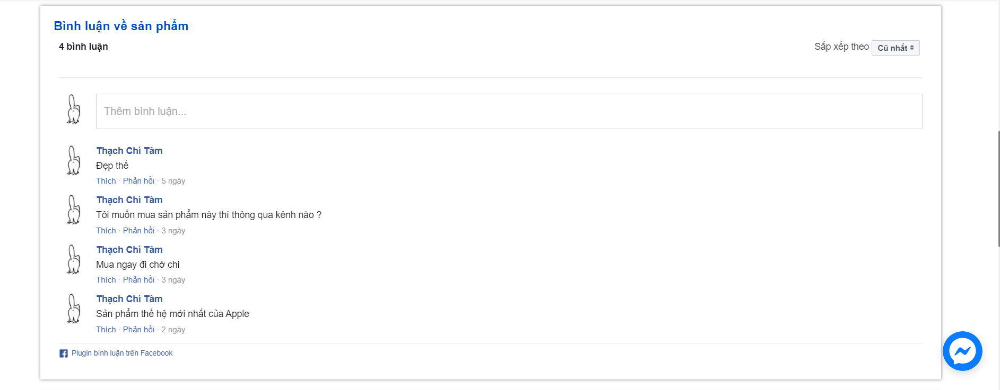 Bình luận về sản phẩm
4 bình luận
Sắp xếp theo Cũ nhất
Thêm bình luận...
Thạch Chí Tâm
Đẹp thế
Thích · Phản hồi · 5 ngày
Thạch Chí Tâm
Tôi muốn mua sản phẩm này thì thông qua kênh nào ?
Thích · Phản hồi · 3 ngày
Thạch Chí Tâm
Mua ngay đi chờ chi
Thích · Phản hồi · 3 ngày
Thạch Chí Tâm
Sản phẩm thế hệ mới nhất của Apple
Thích · Phản hồi · 2 ngày
Plugin bình luận trên Facebook